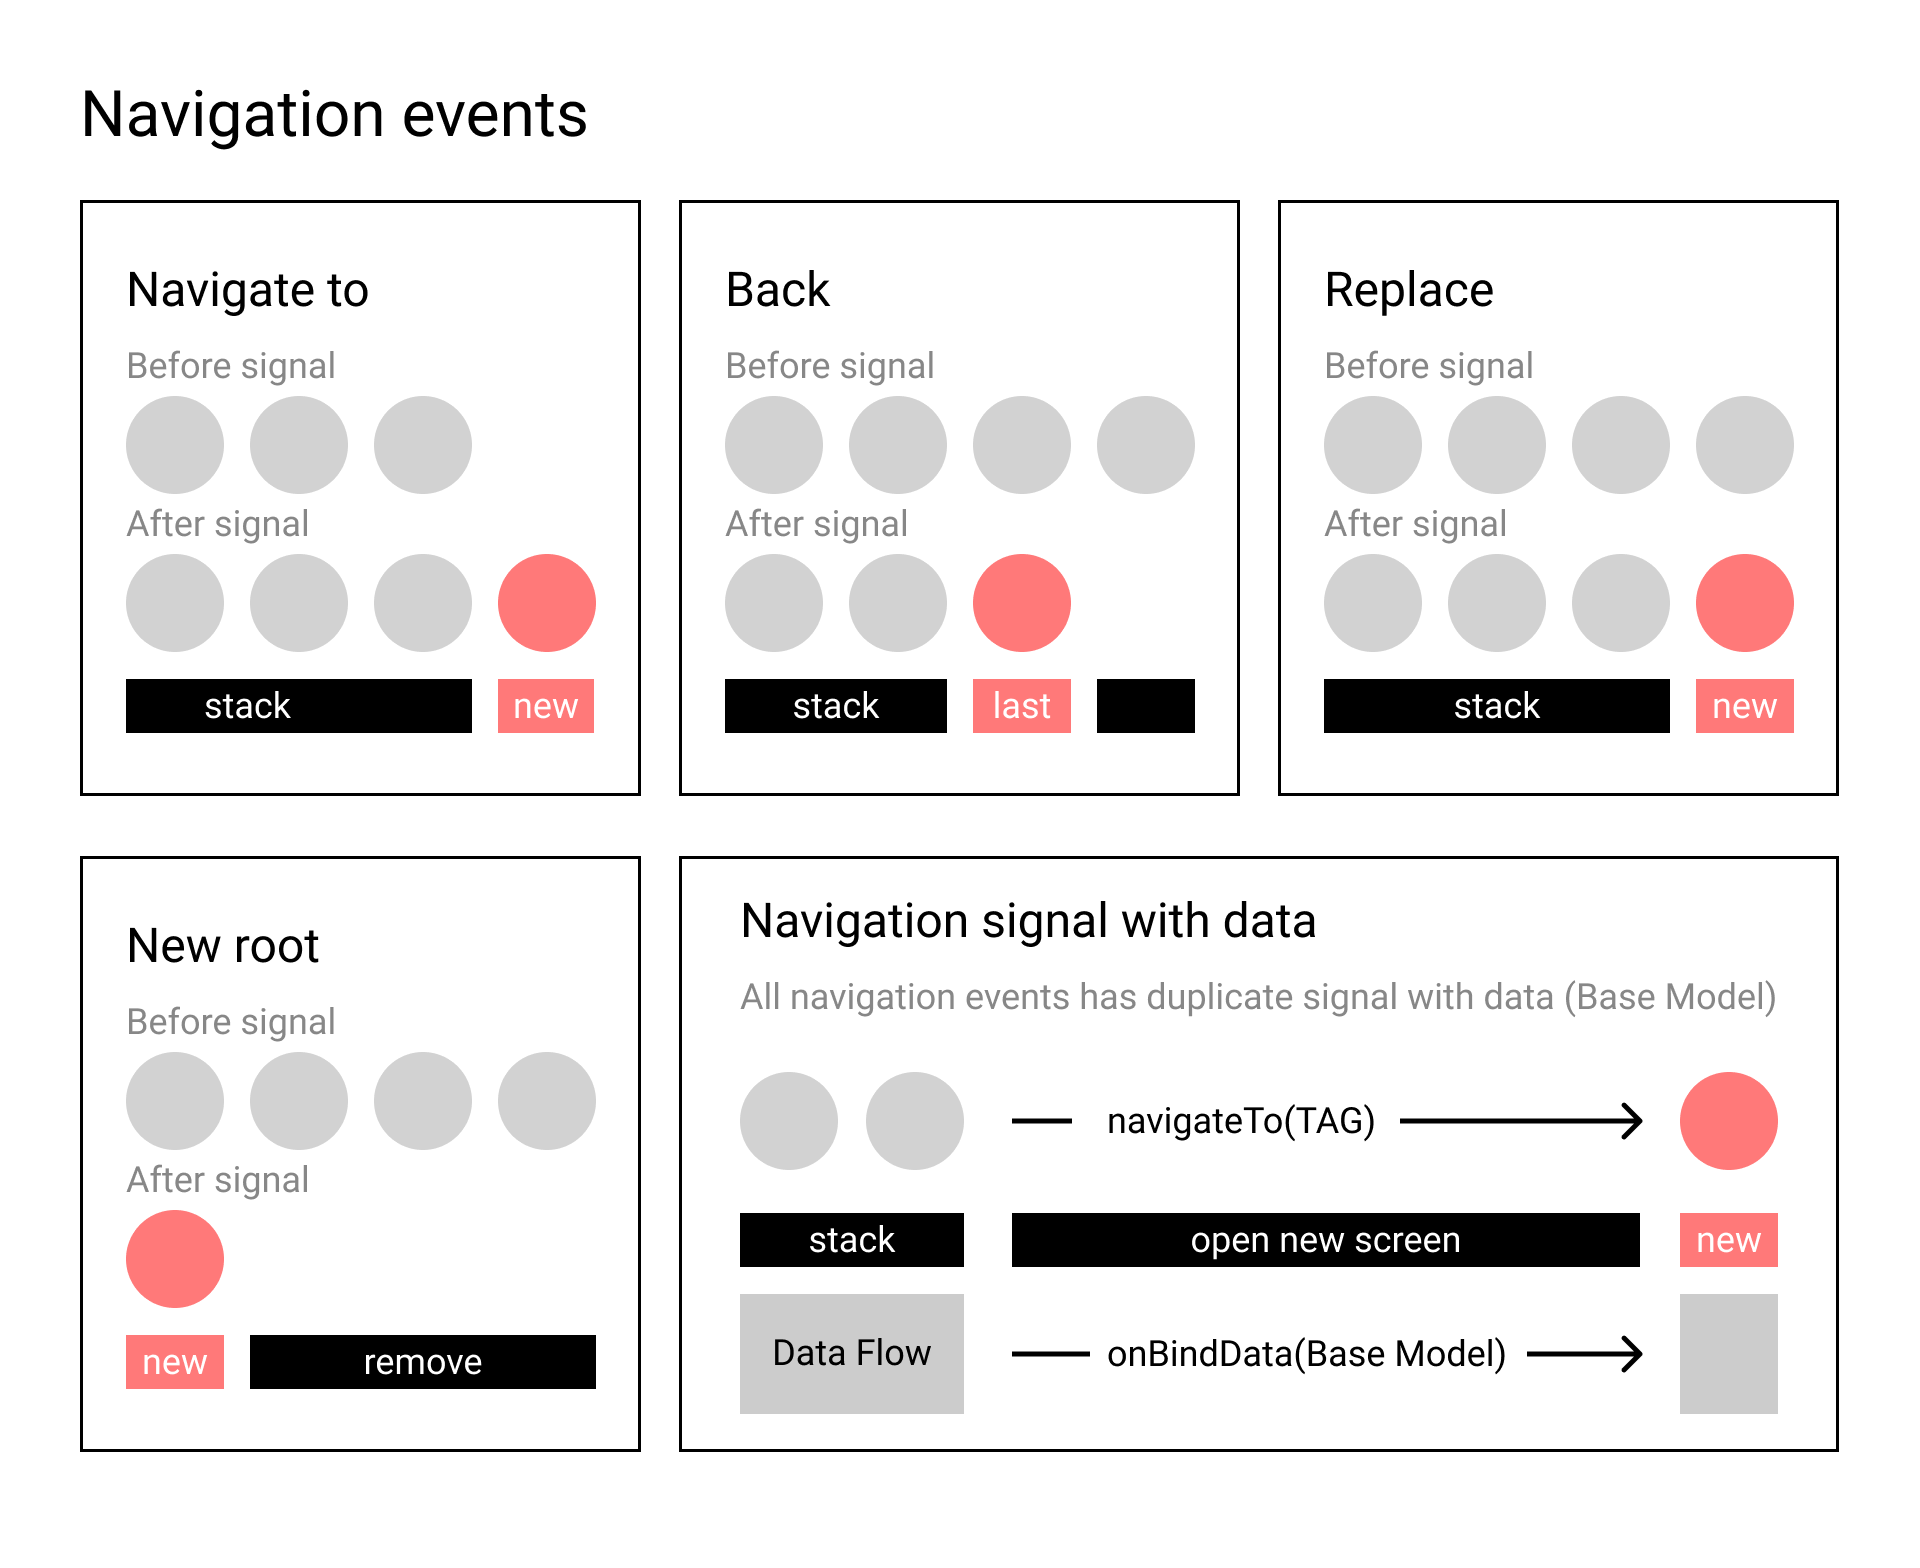 Navigation events
Navigate to
Before signal
After signal
stack
new
Back
Before signal
After signal
stack
last
Replace
Before signal
After signal
stack
new
New root
Before signal
After signal
new
remove
Navigation signal with data
All navigation events has duplicate signal with data (Base Model)
navigateTo(TAG)
stack
open new screen
new
Data Flow
onBindData(Base Model)